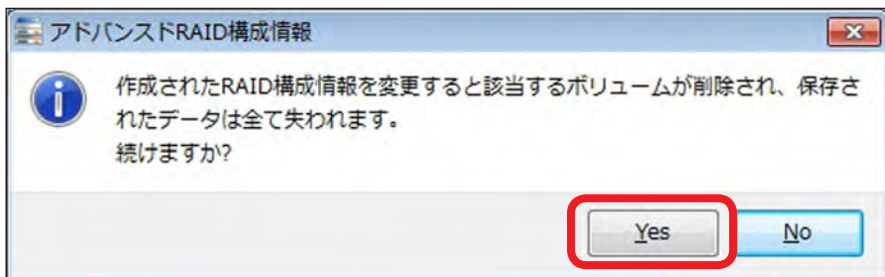 アドバンスドRAID構成情報
作成されたRAID構成情報を変更すると該当するボリュームが削除され、保存さ
れたデータは全て失われます。
続けますか?
Yes
No